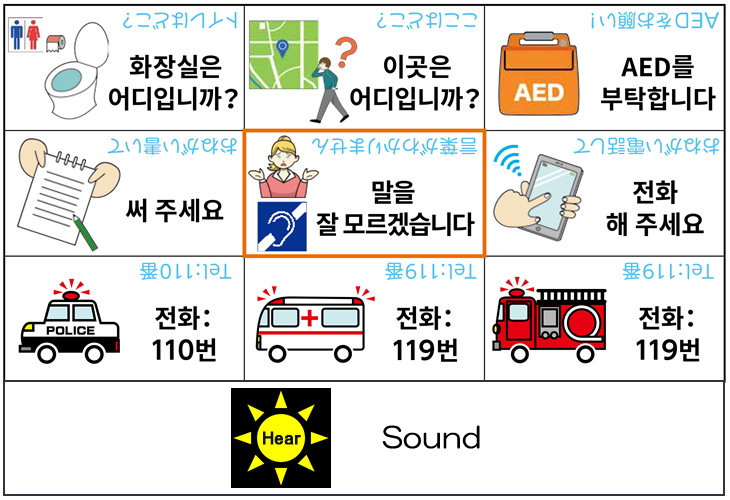 トイレはどこ？
화장실은
어디입니까?
ここはどこ？
이곳은
어디입니까?
AEDをお願い！
AED
AED를
부탁합니다
おねがい書いて
써 주세요
言葉がわかりません
말을
잘 모르겠습니다
おねがい電話して
전화
해 주세요
Tel:110番
POLICE
전화:
110번
Tel:119番
전화:
119번
Tel:119番
전화:
119번
Hear
Sound